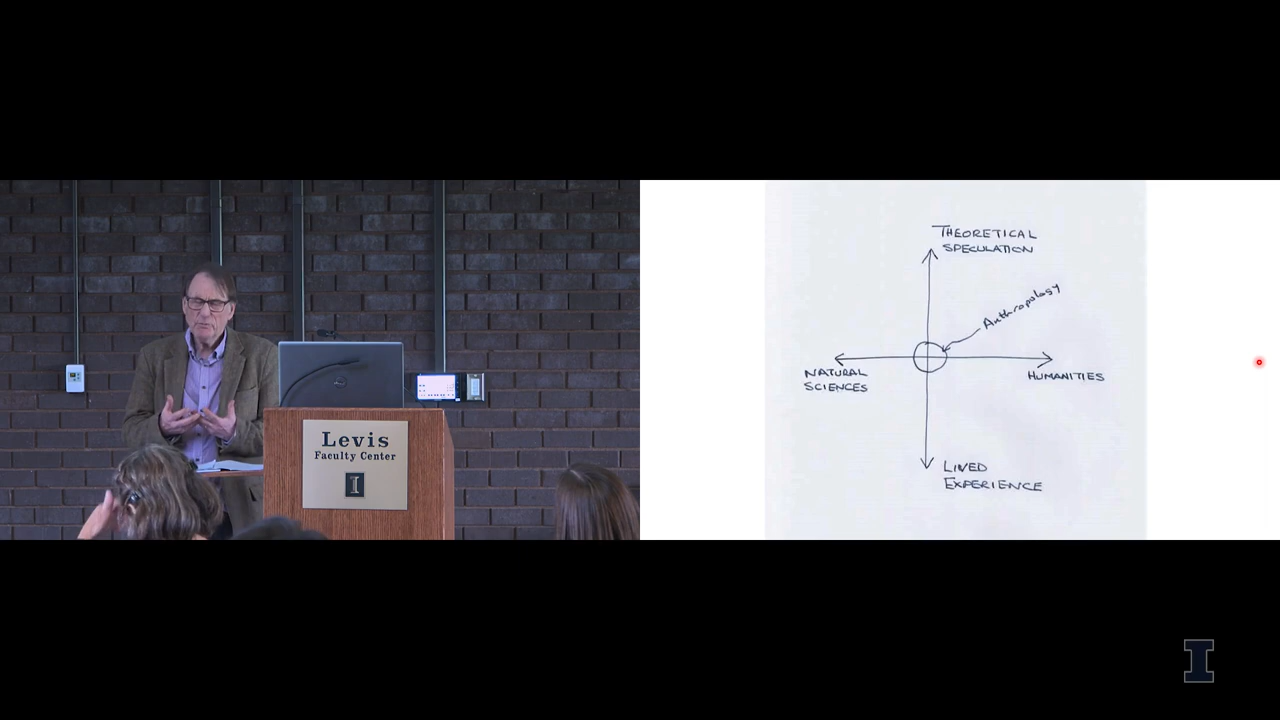 Levis
Faculty Center
I
THEORETICAL
SPECULATION
Anthropology
NATURAL
SCIENCES
HUMANITIES
LIVED
EXPERIENCE
I